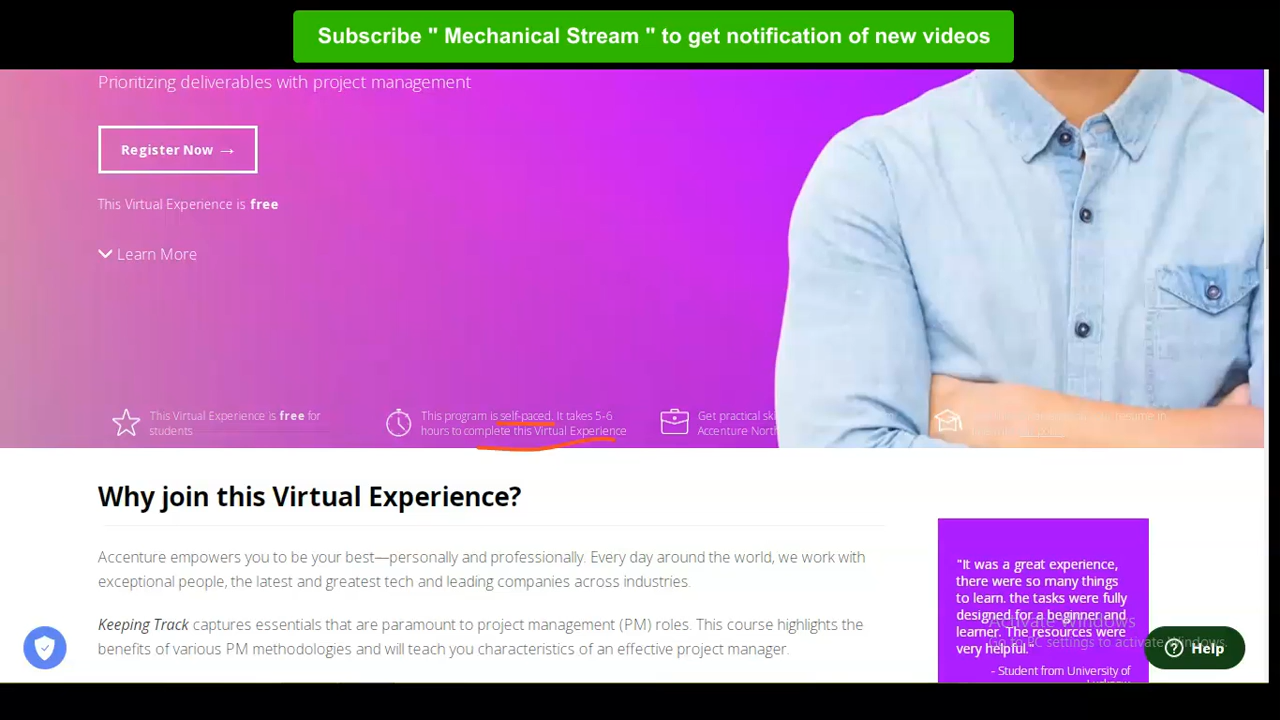 Subscribe " Mechanical Stream " to get notification of new videos
Prioritizing deliverables with project management
Register Now →
This Virtual Experience is free
Learn More
This Virtual Experience is free for
students
This program is self-paced. It takes 5-6
hours to complete this Virtual Experience
Get practical
Accenture
Why join this Virtual Experience?
Accenture empowers you to be your best—personally and professionally. Every day around the world, we work with
exceptional people, the latest and greatest tech and leading companies across industries.
Keeping Track captures essentials that are paramount to project management (PM) roles. This course highlights the
benefits of various PM methodologies and will teach you characteristics of an effective project manager.
"It was a great experience,
there were so many things
to learn. the tasks were fully
designed for a beginner and
learner. The resources were
very helpful."
- Student from University of
Activate Windows
to activate Windows.
Help